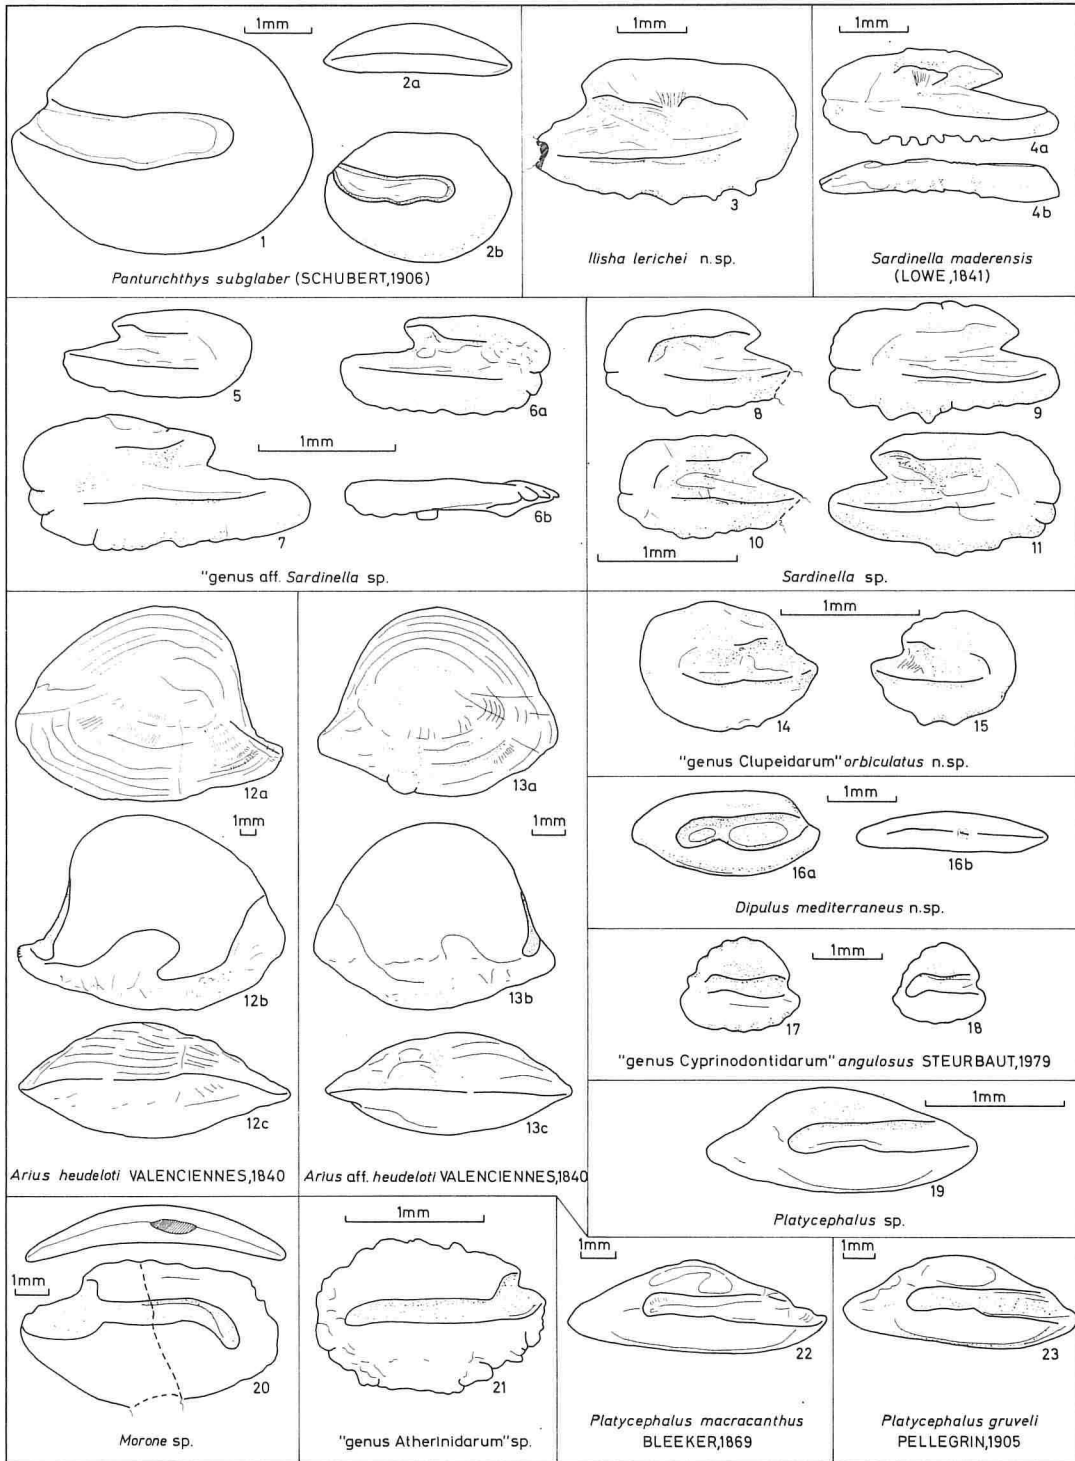 1mm
1
2a
2b
Panturichthys subglaber (SCHUBERT,1906)
1mm
3
Ilisha lerichei n.sp.
1mm
4a
4b
Sardinella maderensis
(LOWE,1841)
5
6a
1mm
7
6b
"genus aff. Sardinella sp.
8
9
10
11
1mm
Sardinella sp.
12a
1mm
12b
12c
Arius heudeloti VALENCIENNES,1840
13a
1mm
13b
13c
Arius aff. heudeloti VALENCIENNES,1840
1mm
14
15
"genus Clupeidarum" orbiculatus n.sp.
1mm
16a
16b
Dipulus mediterraneus n.sp.
1mm
17
18
"genus Cyprinodontidarum" angulosus STEURBAUT,1979
1mm
19
Platycephalus sp.
1mm
20
Morone sp.
1mm
21
"genus Atherinidarum" sp.
1mm
22
Platycephalus macracanthus
BLEEKER,1869
1mm
23
Platycephalus gruveli
PELLEGRIN,1905